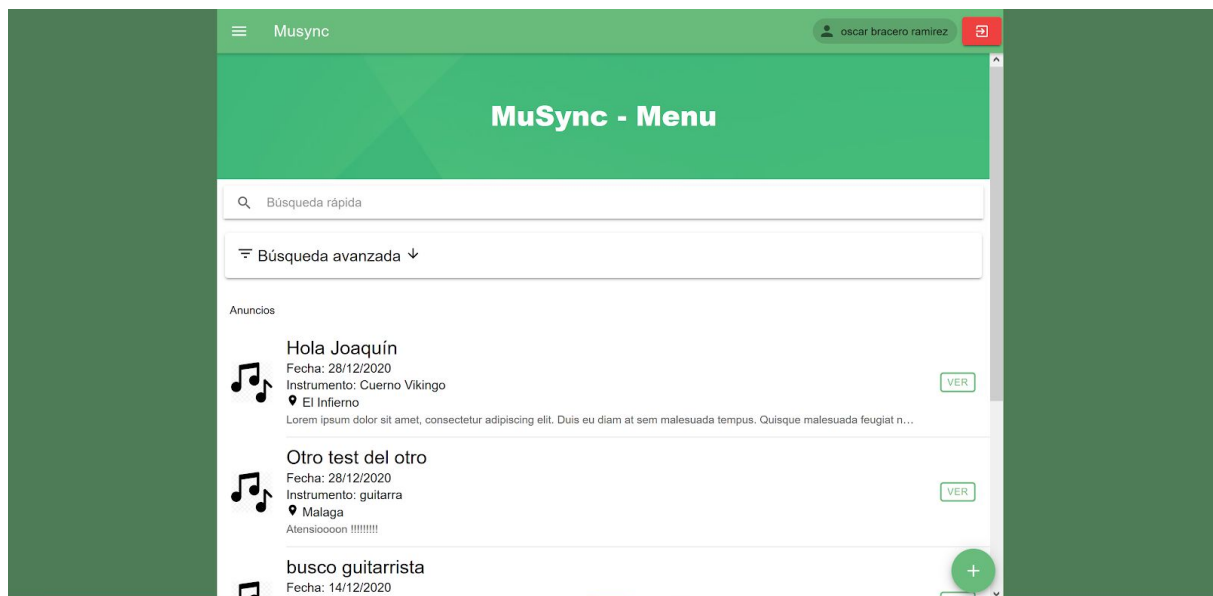 Musync
oscar bracero ramirez
MuSync - Menu
Búsqueda rápida
Búsqueda avanzada
Anuncios
Hola Joaquín
Fecha: 28/12/2020
Instrumento: Cuerno Vikingo
El Infierno
Lorem ipsum dolor sit amet, consectetur adipiscing elit. Duis eu diam at sem malesuada tempus. Quisque malesuada feugiat n…
VER
Otro test del otro
Fecha: 28/12/2020
Instrumento: guitarra
Malaga
Atensioooon !!!!!!!!!
VER
busco guitarrista
Fecha: 14/12/2020